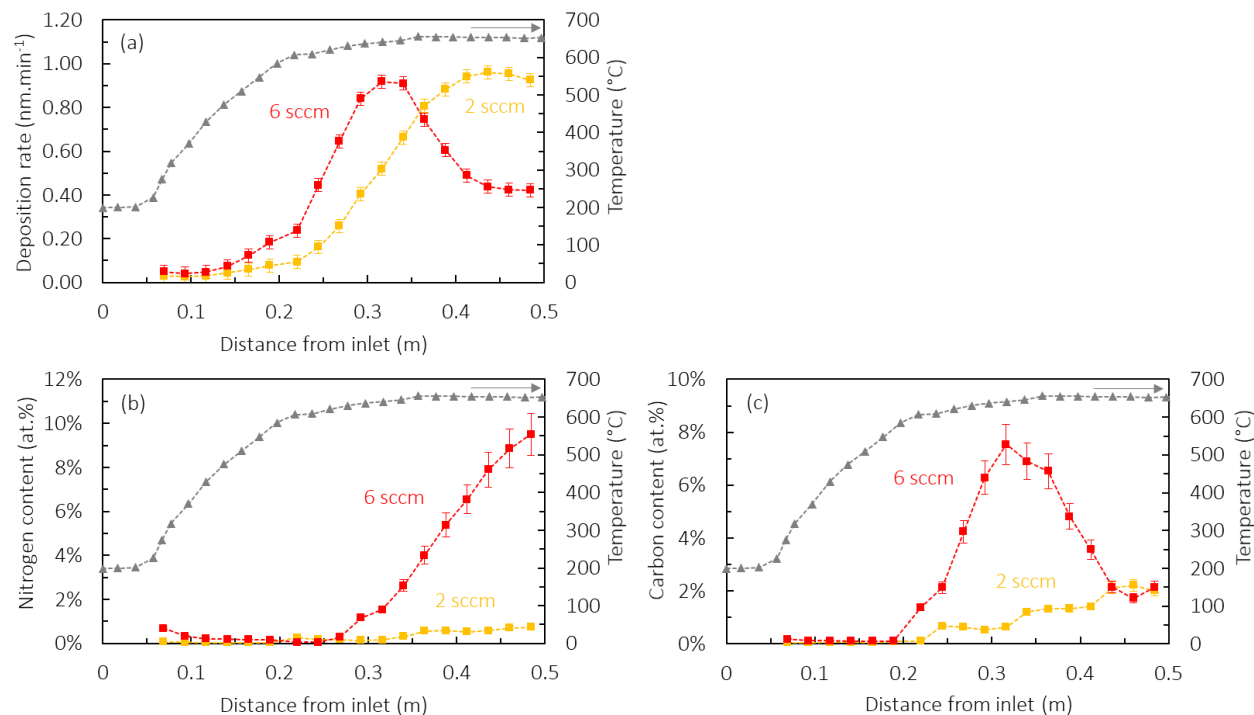 (a)
6 sccm
2 sccm
Deposition rate (nm.min⁻¹)
1.20
1.00
0.80
0.60
0.40
0.20
0.00
700
600
500
400
300
200
100
0
Temperature (°C)
0 0.1 0.2 0.3 0.4 0.5
Distance from inlet (m)
(b)
6 sccm
2 sccm
Nitrogen content (at.%)
12%
10%
8%
6%
4%
2%
0%
700
600
500
400
300
200
100
0
Temperature (°C)
0 0.1 0.2 0.3 0.4 0.5
Distance from inlet (m)
(c)
6 sccm
2 sccm
Carbon content (at.%)
10%
8%
6%
4%
2%
0%
700
600
500
400
300
200
100
0
Temperature (°C)
0 0.1 0.2 0.3 0.4 0.5
Distance from inlet (m)